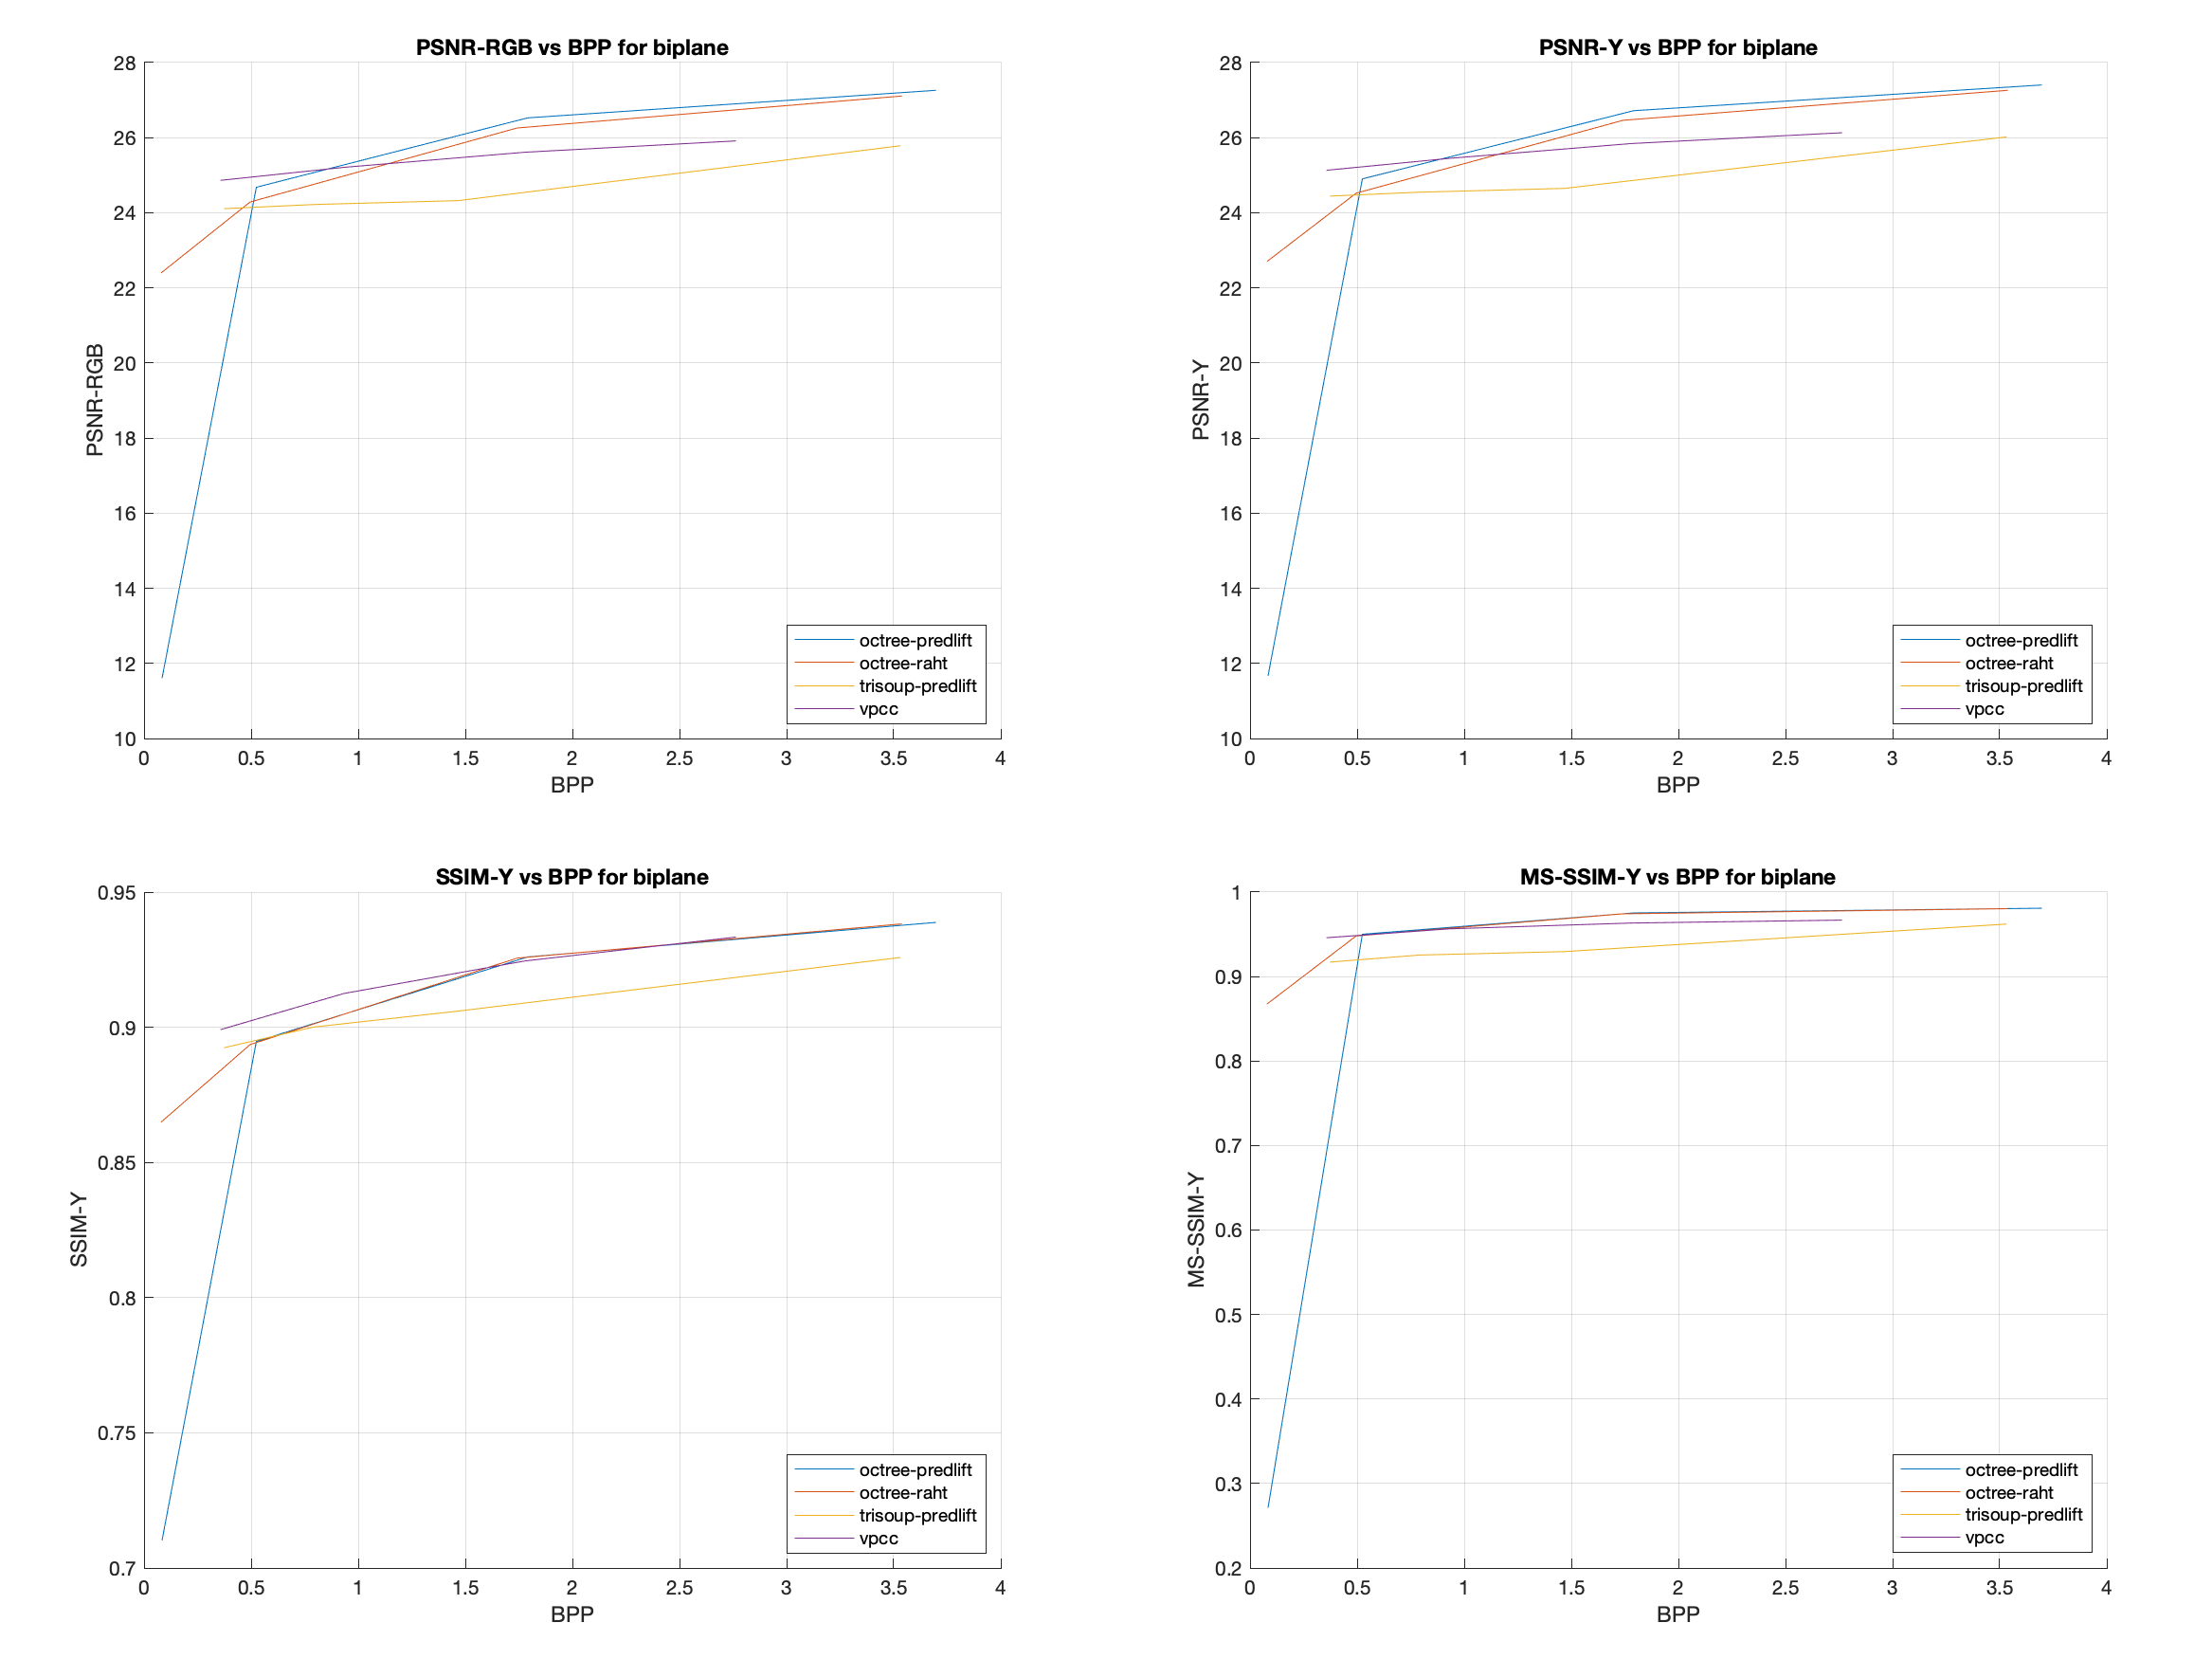 PSNR-RGB vs BPP for biplane
28
26
24
22
20
18
16
14
12
10
PSNR-RGB
0 0.5 1 1.5 2 2.5 3 3.5 4
BPP
octree-predlift
octree-raht
trisoup-predlift
vpcc
PSNR-Y vs BPP for biplane
28
26
24
22
20
18
16
14
12
10
PSNR-Y
0 0.5 1 1.5 2 2.5 3 3.5 4
BPP
octree-predlift
octree-raht
trisoup-predlift
vpcc
SSIM-Y vs BPP for biplane
0.95
0.9
0.85
0.8
0.75
0.7
SSIM-Y
0 0.5 1 1.5 2 2.5 3 3.5 4
BPP
octree-predlift
octree-raht
trisoup-predlift
vpcc
MS-SSIM-Y vs BPP for biplane
1
0.9
0.8
0.7
0.6
0.5
0.4
0.3
0.2
MS-SSIM-Y
0 0.5 1 1.5 2 2.5 3 3.5 4
BPP
octree-predlift
octree-raht
trisoup-predlift
vpcc